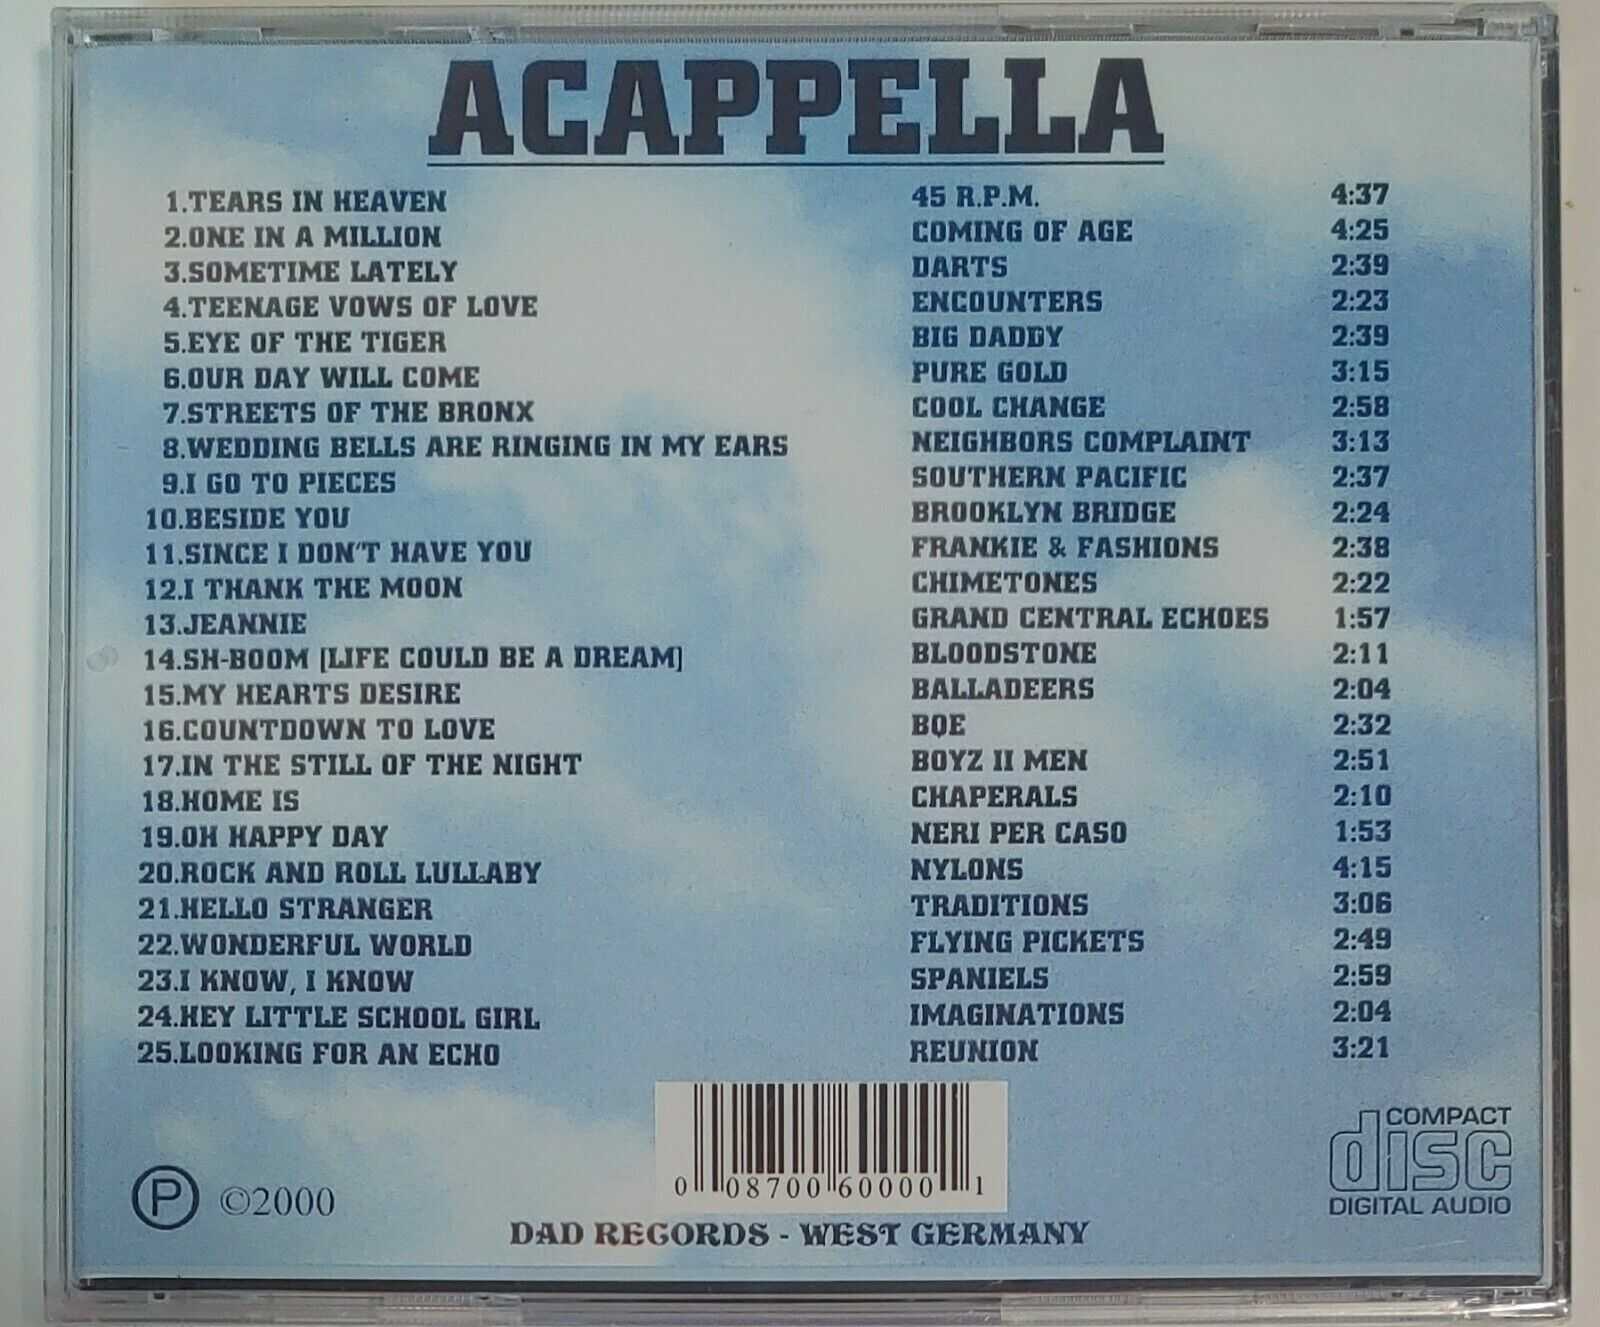 ACAPPELLA
1.TEARS IN HEAVEN 45 R.P.M. 4:37
2.ONE IN A MILLION COMING OF AGE 4:25
3.SOMETIME LATELY DARTS 2:39
4.TEENAGE VOWS OF LOVE ENCOUNTERS 2:23
5.EYE OF THE TIGER BIG DADDY 2:39
6.OUR DAY WILL COME PURE GOLD 3:15
7.STREETS OF THE BRONX COOL CHANGE 2:58
8.WEDDING BELLS ARE RINGING IN MY EARS NEIGHBORS COMPLAINT 3:13
9.I GO TO PIECES SOUTHERN PACIFIC 2:37
10.BESIDE YOU BROOKLYN BRIDGE 2:24
11.SINCE I DON'T HAVE YOU FRANKIE & FASHIONS 2:38
12.I THANK THE MOON CHIMETONES 2:22
13.JEANNIE GRAND CENTRAL ECHOES 1:57
14.SH-BOOM [LIFE COULD BE A DREAM] BLOODSTONE 2:11
15.MY HEARTS DESIRE BALLADEERS 2:04
16.COUNTDOWN TO LOVE BQE 2:32
17.IN THE STILL OF THE NIGHT BOYZ II MEN 2:51
18.HOME IS CHAPERALS 2:10
19.OH HAPPY DAY NERI PER CASO 1:53
20.ROCK AND ROLL LULLABY NYLONS 4:15
21.HELLO STRANGER TRADITIONS 3:06
22.WONDERFUL WORLD FLYING PICKETS 2:49
23.I KNOW, I KNOW SPANIELS 2:59
24.HEY LITTLE SCHOOL GIRL IMAGINATIONS 2:04
25.LOOKING FOR AN ECHO REUNION 3:21
0 08700 60000 1
Ⓟ ©2000
DAD RECORDS - WEST GERMANY
COMPACT
disc
DIGITAL AUDIO